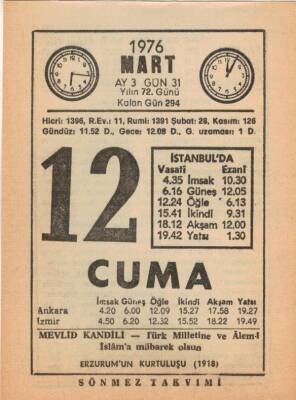 1976
MART
AY 3 GÜN 31
Yılın 72. Günü
Kalan Gün 294
Hicri: 1396, R.Ev.: 11, Rumi: 1391 Şubat: 28, Kasım: 126
Gündüz: 11.52 D., Gece: 12.08 D., G. uzaması: 1 D.
12
İSTANBUL'DA
Vasatî Ezanî
4.35 İmsak 10.30
6.16 Güneş 12.05
12.24 Öğle 6.13
15.41 İkindi 9.31
18.12 Akşam 12.00
19.42 Yatsı 1.30
CUMA
İmsak Güneş Öğle İkindi Akşam Yatsı
Ankara 4.20 6.00 12.09 15.27 17.58 19.27
İzmir 4.50 6.20 12.32 15.52 18.22 19.49
MEVLİD KANDİLİ — Türk Milletine ve Âlem-i
İslâm'a mübarek olsun
ERZURUM'UN KURTULUŞU (1918)
SÖNMEZ TAKVİMİ